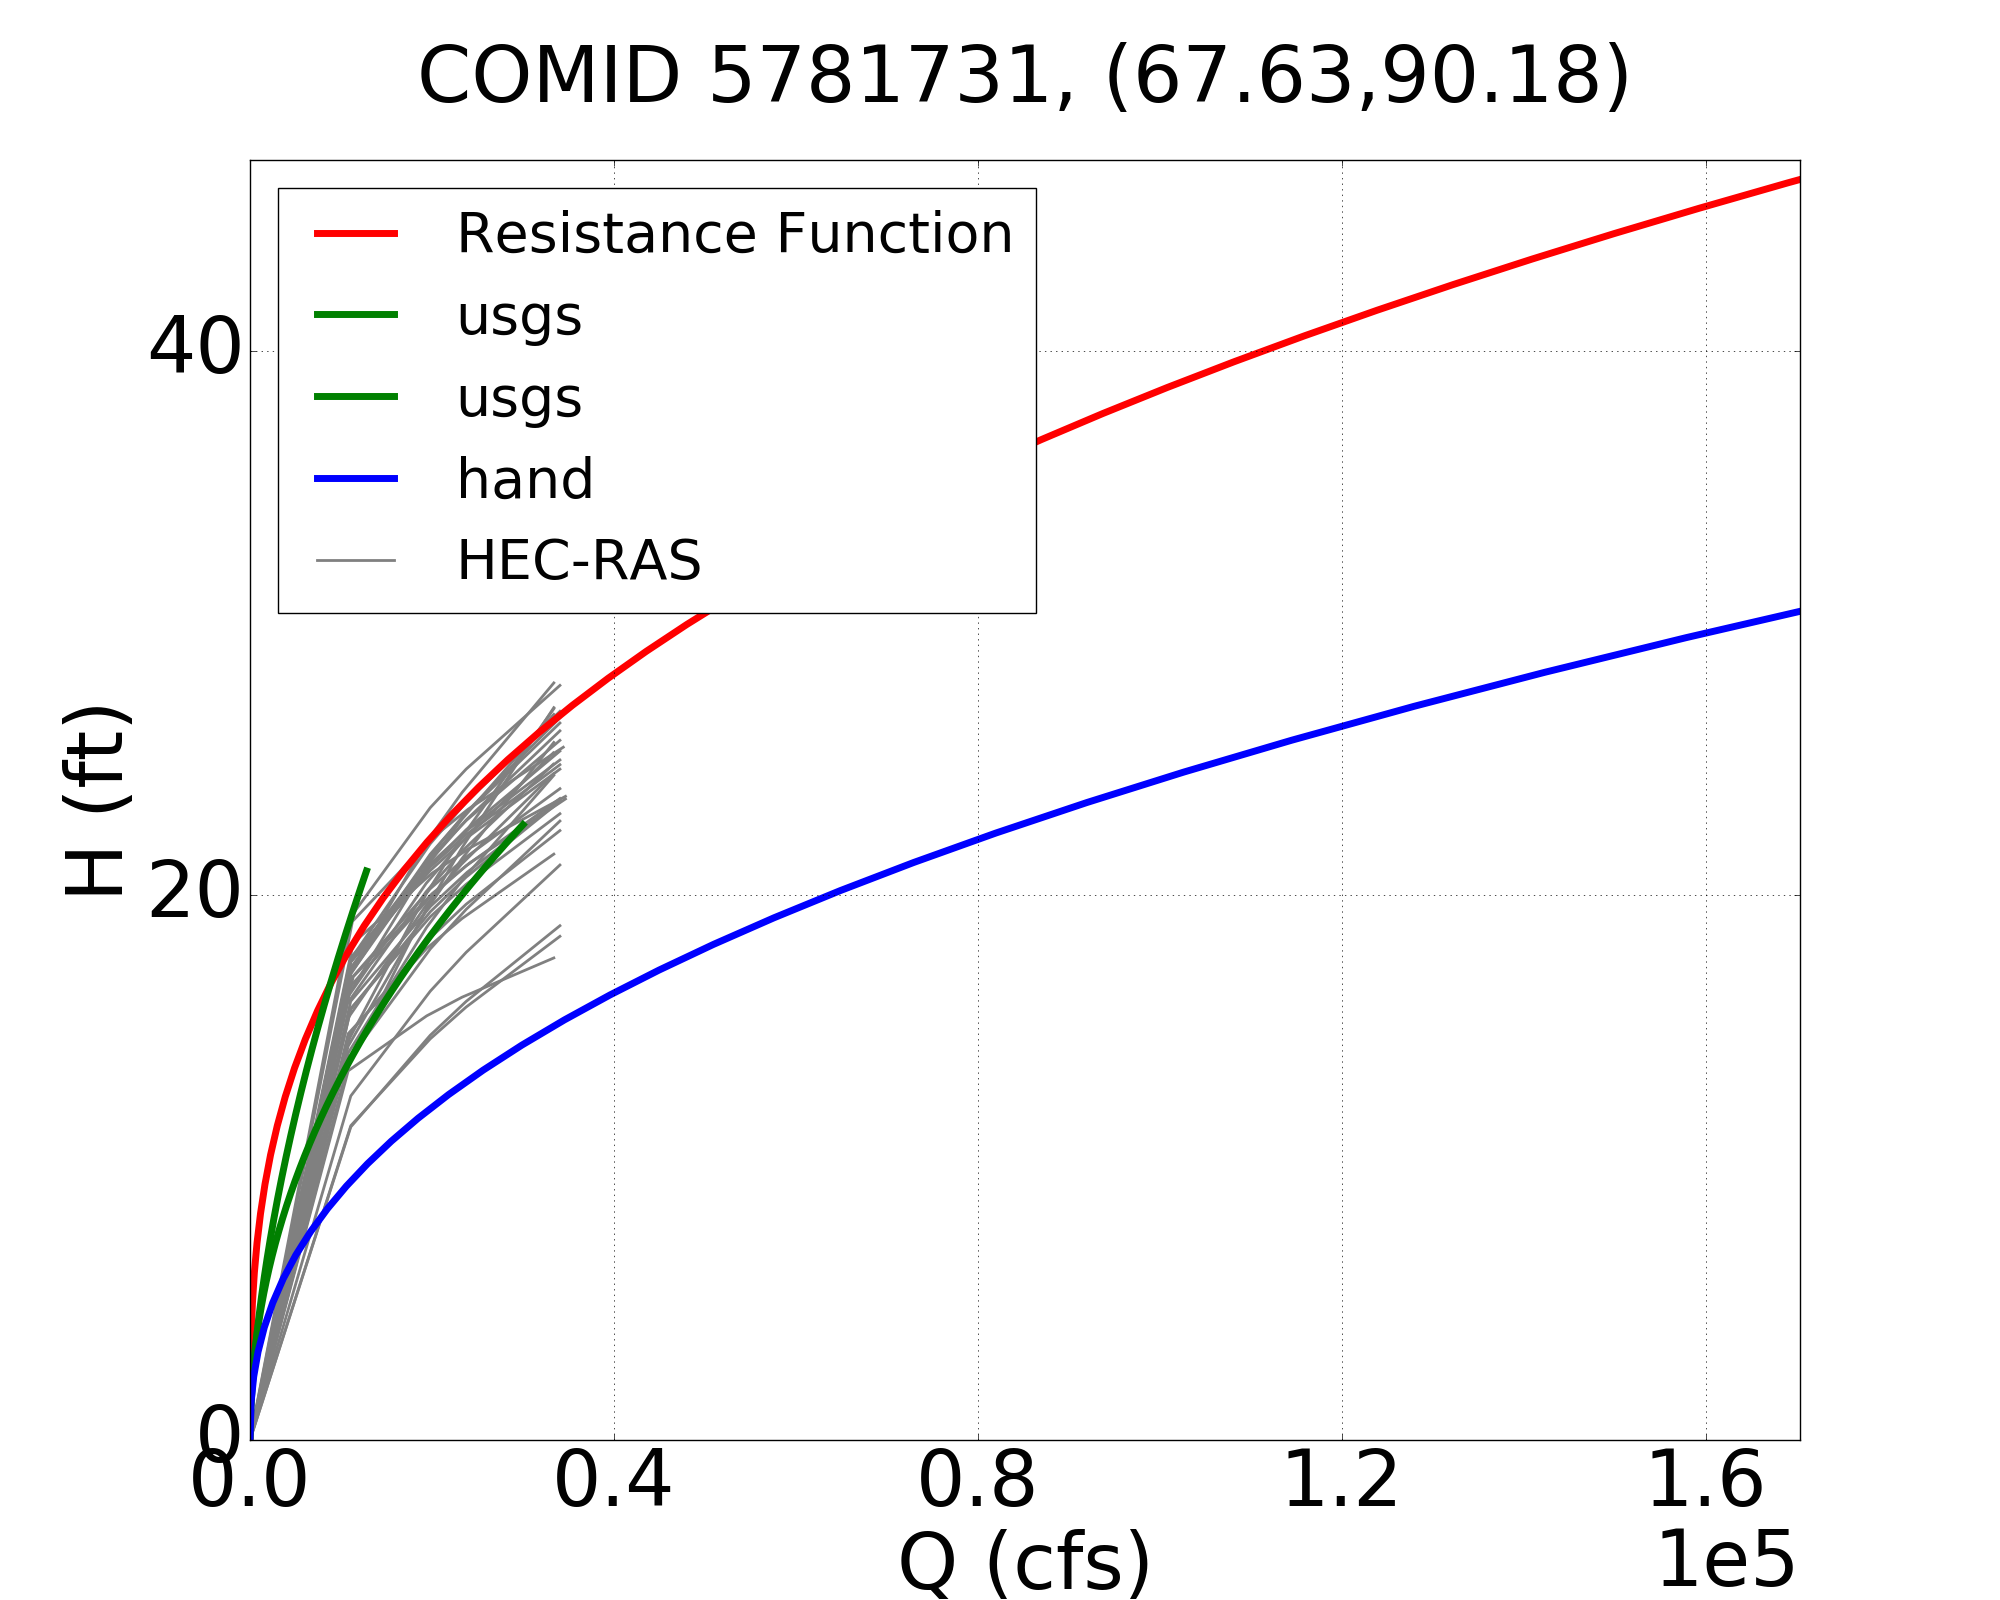 COMID 5781731, (67.63,90.18)
Resistance Function
usgs
usgs
hand
HEC-RAS
H (ft)
40
20
0
0.0 0.4 0.8 1.2 1.6
1e5
Q (cfs)